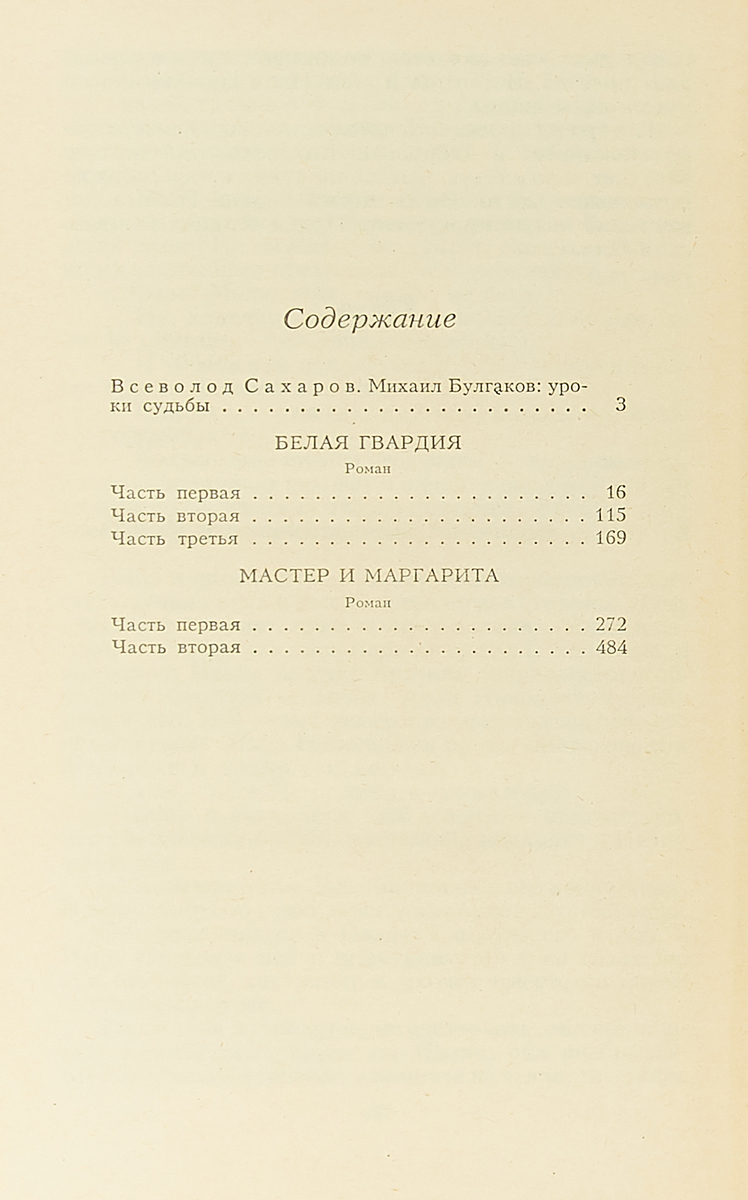 Содержание
Всеволод Сахаров. Михаил Булгаков: уро-
ки судьбы . . . . . . . . . . . . . . . . . . . . . . . . 3
БЕЛАЯ ГВАРДИЯ
Роман
Часть первая . . . . . . . . . . . . . . . . . . . . . . 16
Часть вторая . . . . . . . . . . . . . . . . . . . . . . 115
Часть третья . . . . . . . . . . . . . . . . . . . . . . 169
МАСТЕР И МАРГАРИТА
Роман
Часть первая . . . . . . . . . . . . . . . . . . . . . . 272
Часть вторая . . . . . . . . . . . . . . . . . . . . . . 484